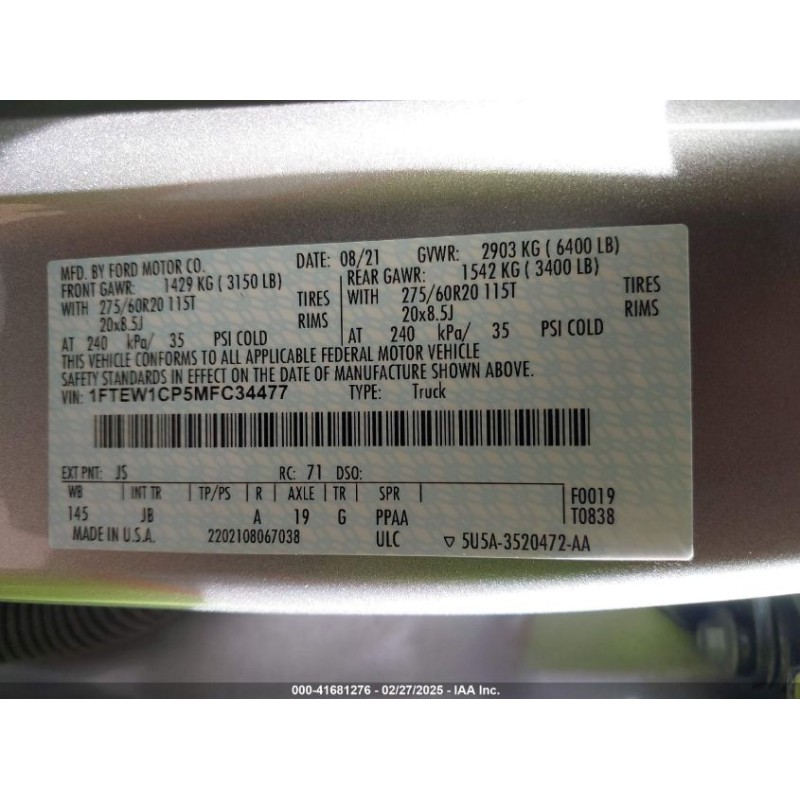 MFD. BY FORD MOTOR CO. DATE: 08/21 GVWR: 2903 KG ( 6400 LB)
FRONT GAWR: 1429 KG ( 3150 LB) REAR GAWR: 1542 KG ( 3400 LB)
WITH 275/60R20 115T TIRES WITH 275/60R20 115T TIRES
20x8.5J RIMS 20x8.5J RIMS
AT 240 kPa/ 35 PSI COLD AT 240 kPa/ 35 PSI COLD
THIS VEHICLE CONFORMS TO ALL APPLICABLE FEDERAL MOTOR VEHICLE
SAFETY STANDARDS IN EFFECT ON THE DATE OF MANUFACTURE SHOWN ABOVE.
VIN: 1FTEW1CP5MFC34477 TYPE: Truck
EXT PNT: JS RC: 71 DSO:
WB INT TR TP/PS R AXLE TR SPR F0019
145 JB A 19 G PPAA T0838
MADE IN U.S.A. 2202108067038 ULC ▽ 5U5A-3520472-AA
000-41681276 - 02/27/2025 - IAA Inc.